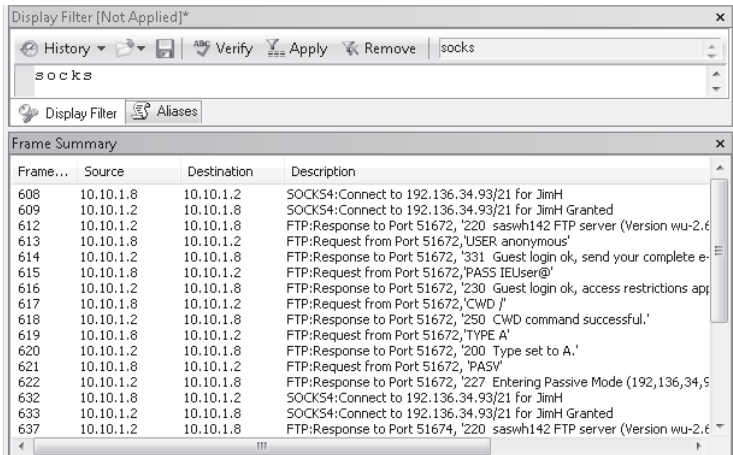 Display Filter [Not Applied]*
x
History Verify Apply Remove socks
socks
Display Filter Aliases
Frame Summary
x
Frame... Source Destination Description
608 10.10.1.8 10.10.1.2 SOCKS4:Connect to 192.136.34.93/21 for JimH
609 10.10.1.2 10.10.1.8 SOCKS4:Connect to 192.136.34.93/21 for JimH Granted
612 10.10.1.2 10.10.1.8 FTP:Response to Port 51672, '220 saswh142 FTP server (Version wu-2.6
613 10.10.1.8 10.10.1.2 FTP:Request from Port 51672,'USER anonymous'
614 10.10.1.2 10.10.1.8 FTP:Response to Port 51672, '331 Guest login ok, send your complete e-
615 10.10.1.8 10.10.1.2 FTP:Request from Port 51672,'PASS IEUser@'
616 10.10.1.2 10.10.1.8 FTP:Response to Port 51672, '230 Guest login ok, access restrictions app
617 10.10.1.8 10.10.1.2 FTP:Request from Port 51672,'CWD /'
618 10.10.1.2 10.10.1.8 FTP:Response to Port 51672, '250 CWD command successful.'
619 10.10.1.8 10.10.1.2 FTP:Request from Port 51672,'TYPE A'
620 10.10.1.2 10.10.1.8 FTP:Response to Port 51672, '200 Type set to A.'
621 10.10.1.8 10.10.1.2 FTP:Request from Port 51672, 'PASV'
622 10.10.1.2 10.10.1.8 FTP:Response to Port 51672, '227 Entering Passive Mode (192,136,34,9
632 10.10.1.8 10.10.1.2 SOCKS4:Connect to 192.136.34.93/21 for JimH
633 10.10.1.2 10.10.1.8 SOCKS4:Connect to 192.136.34.93/21 for JimH Granted
637 10.10.1.2 10.10.1.8 FTP:Response to Port 51674, '220 saswh142 FTP server (Version wu-2.6